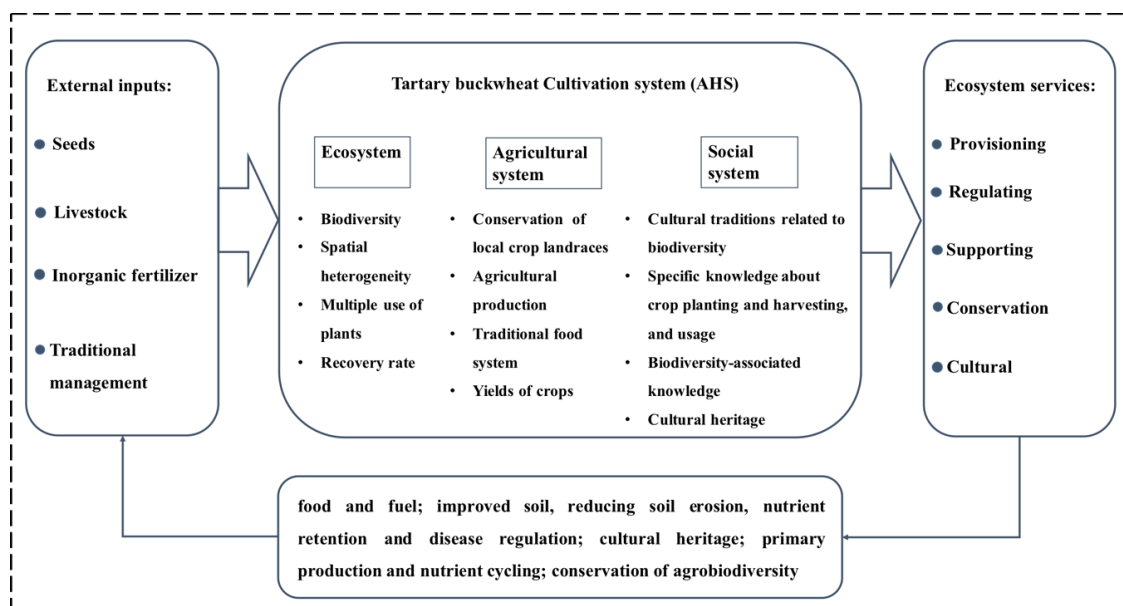 External inputs:
Seeds
Livestock
Inorganic fertilizer
Traditional
management
Tartary buckwheat Cultivation system (AHS)
Ecosystem
• Biodiversity
• Spatial
heterogeneity
• Multiple use of
plants
• Recovery rate
Agricultural
system
• Conservation of
local crop landraces
• Agricultural
production
• Traditional food
system
• Yields of crops
Social
system
• Cultural traditions related to
biodiversity
• Specific knowledge about
crop planting and harvesting,
and usage
• Biodiversity-associated
knowledge
• Cultural heritage
Ecosystem services:
Provisioning
Regulating
Supporting
Conservation
Cultural
food and fuel; improved soil, reducing soil erosion, nutrient
retention and disease regulation; cultural heritage; primary
production and nutrient cycling; conservation of agrobiodiversity